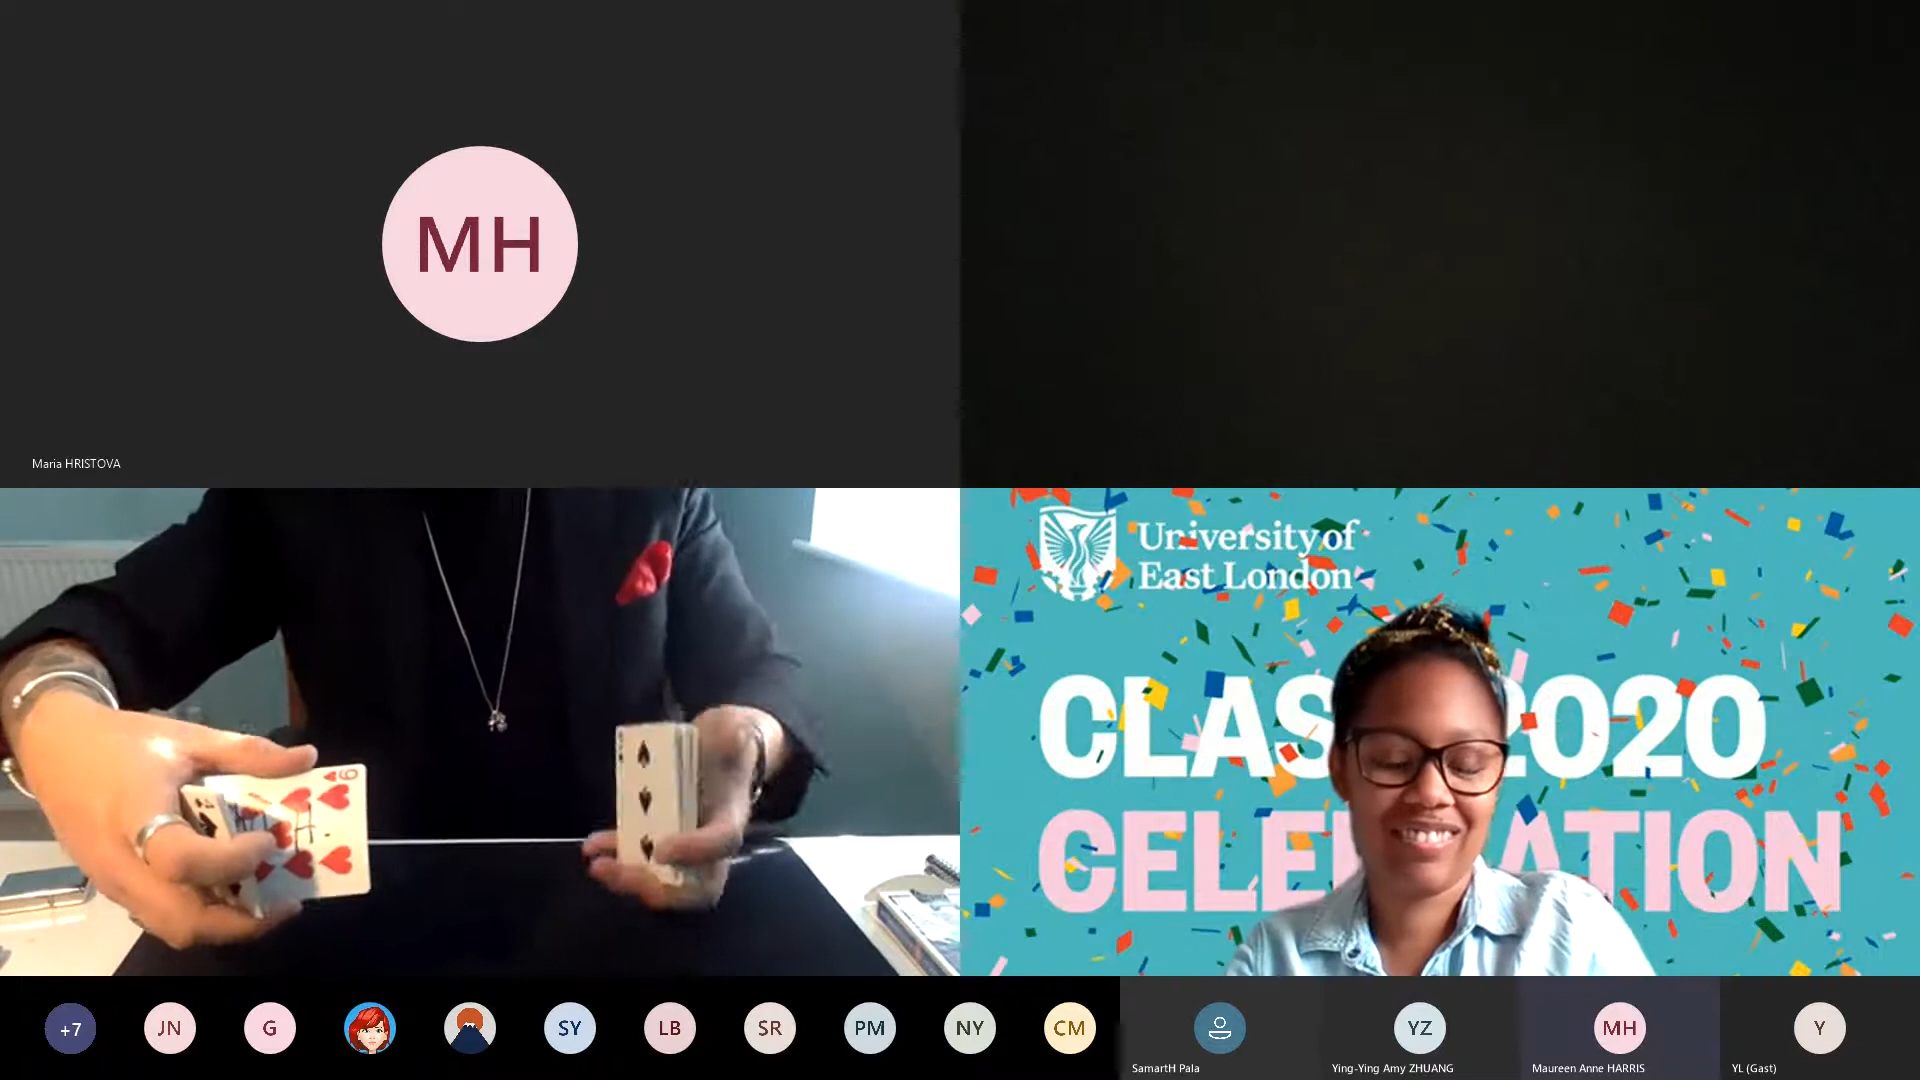 MH
Maria HRISTOVA
University of
East London
CLAS 2020
CELE ATION
9
+7
JN
G
SY
LB
SR
PM
NY
CM
SamartH Pala
YZ
Ying-Ying Amy ZHUANG
MH
Maureen Anne HARRIS
Y
YL (Gast)